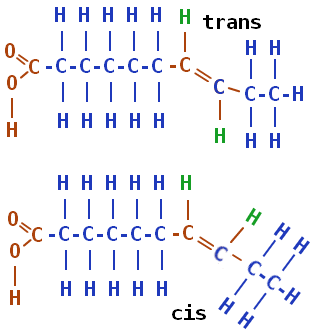 H H H H H H trans
O H H
C C C C C C C C C H
O
H H H H H H H H H
H H H H H H H
O H H
C C C C C C C C C H
O
H H H H H H H H
cis